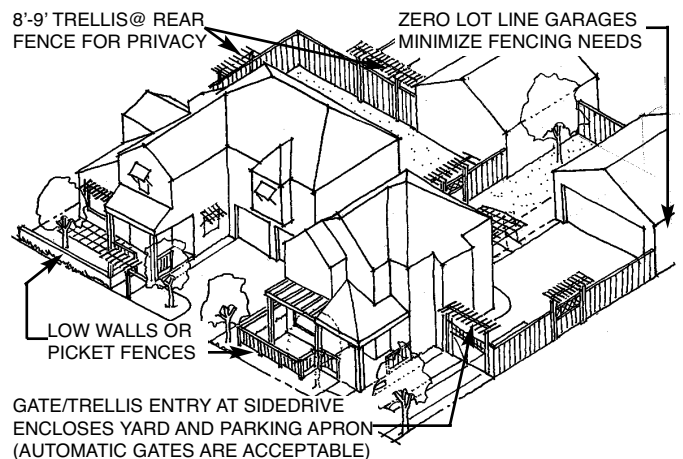 8'-9' TRELLIS@ REAR
FENCE FOR PRIVACY
ZERO LOT LINE GARAGES
MINIMIZE FENCING NEEDS
LOW WALLS OR
PICKET FENCES
GATE/TRELLIS ENTRY AT SIDEDRIVE
ENCLOSES YARD AND PARKING APRON
(AUTOMATIC GATES ARE ACCEPTABLE)